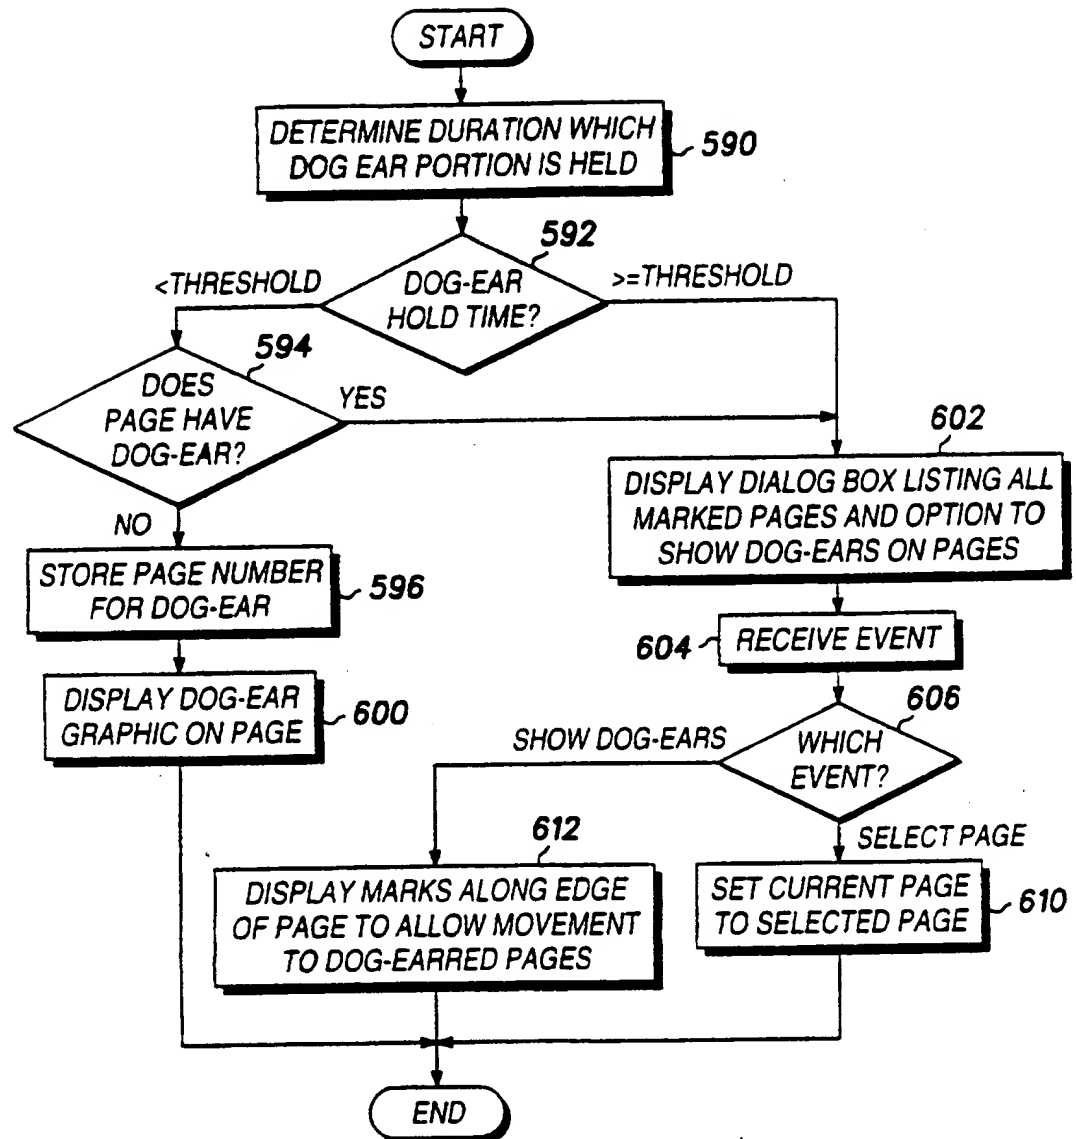 START
DETERMINE DURATION WHICH
DOG EAR PORTION IS HELD
590
592
<THRESHOLD
DOG-EAR
HOLD TIME?
>=THRESHOLD
594
DOES
PAGE HAVE
DOG-EAR?
YES
NO
602
DISPLAY DIALOG BOX LISTING ALL
MARKED PAGES AND OPTION TO
SHOW DOG-EARS ON PAGES
STORE PAGE NUMBER
FOR DOG-EAR
596
604
RECEIVE EVENT
DISPLAY DOG-EAR
GRAPHIC ON PAGE
600
606
SHOW DOG-EARS
WHICH
EVENT?
SELECT PAGE
612
DISPLAY MARKS ALONG EDGE
OF PAGE TO ALLOW MOVEMENT
TO DOG-EARRED PAGES
SET CURRENT PAGE
TO SELECTED PAGE
610
END